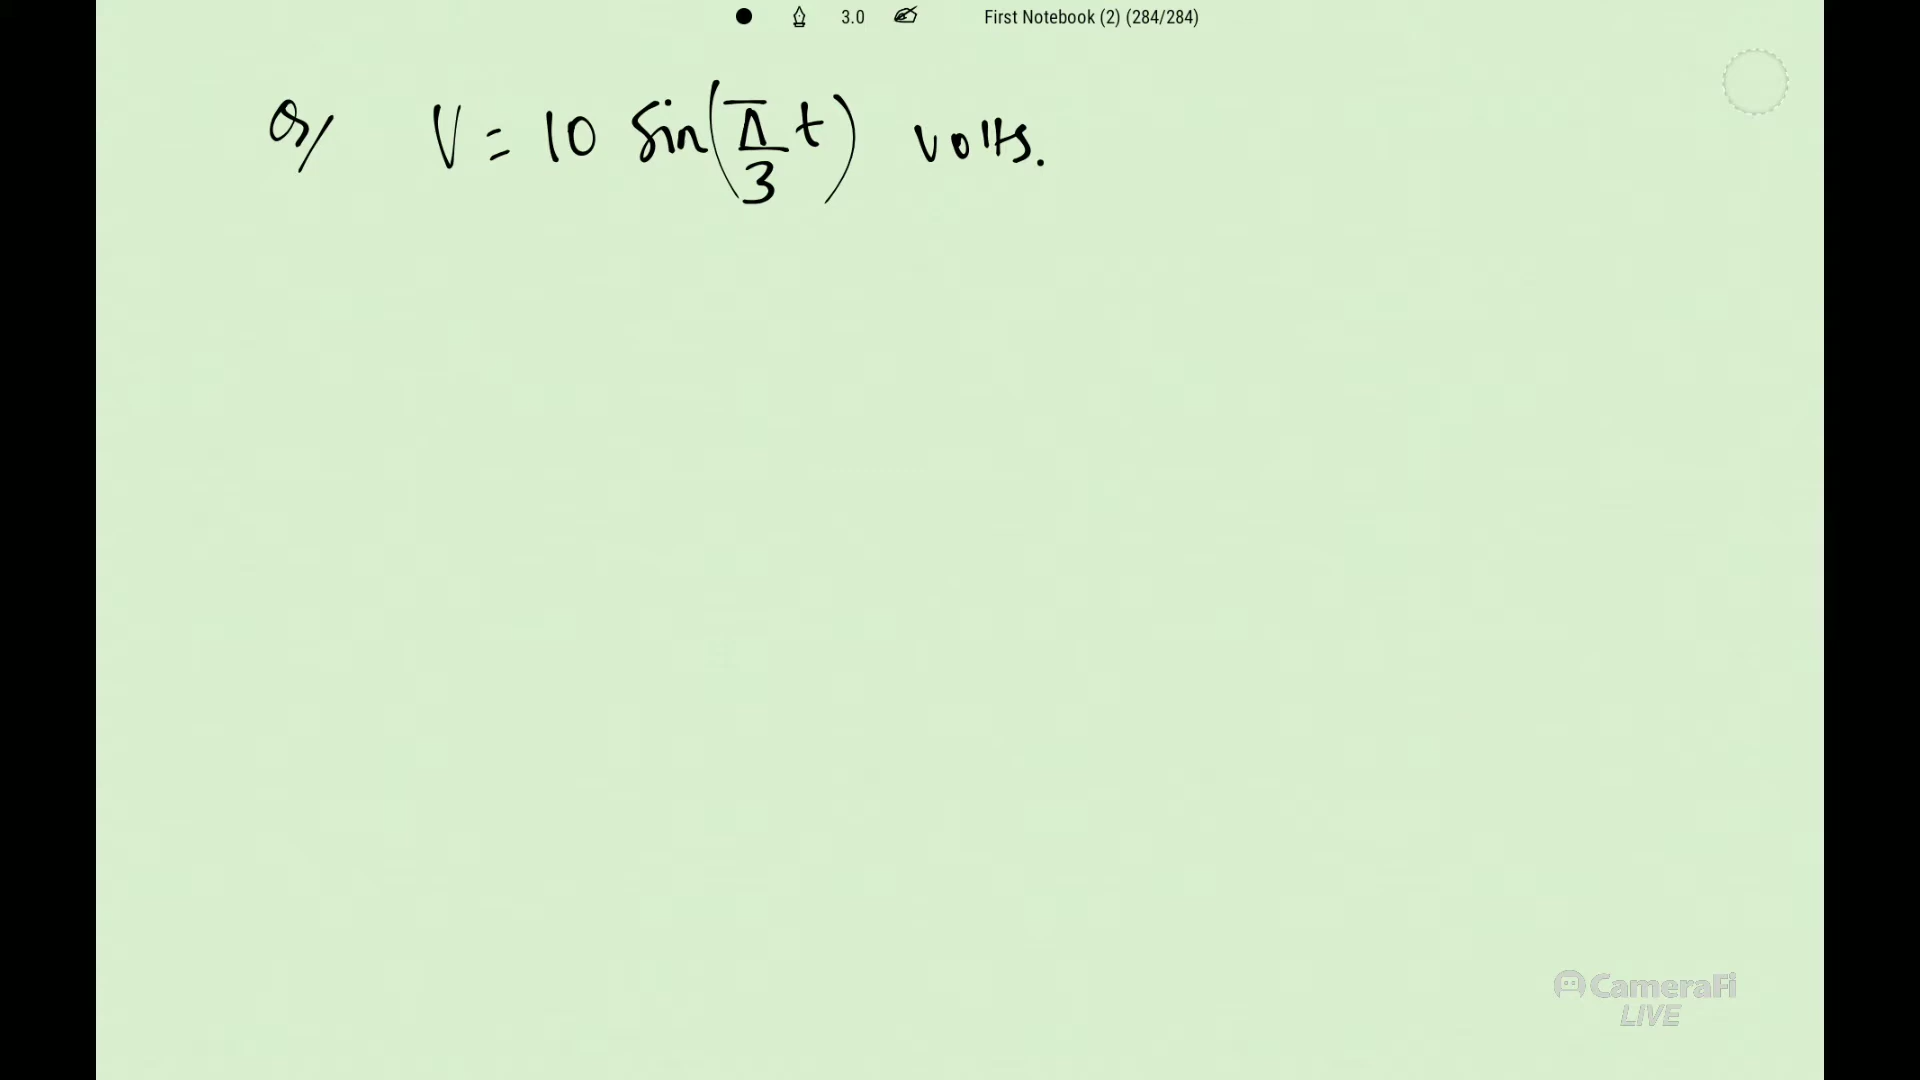 3.0 First Notebook (2) (284/284)
Q/ V = 10 sin(π/3 t) volts.
CameraFi
LIVE